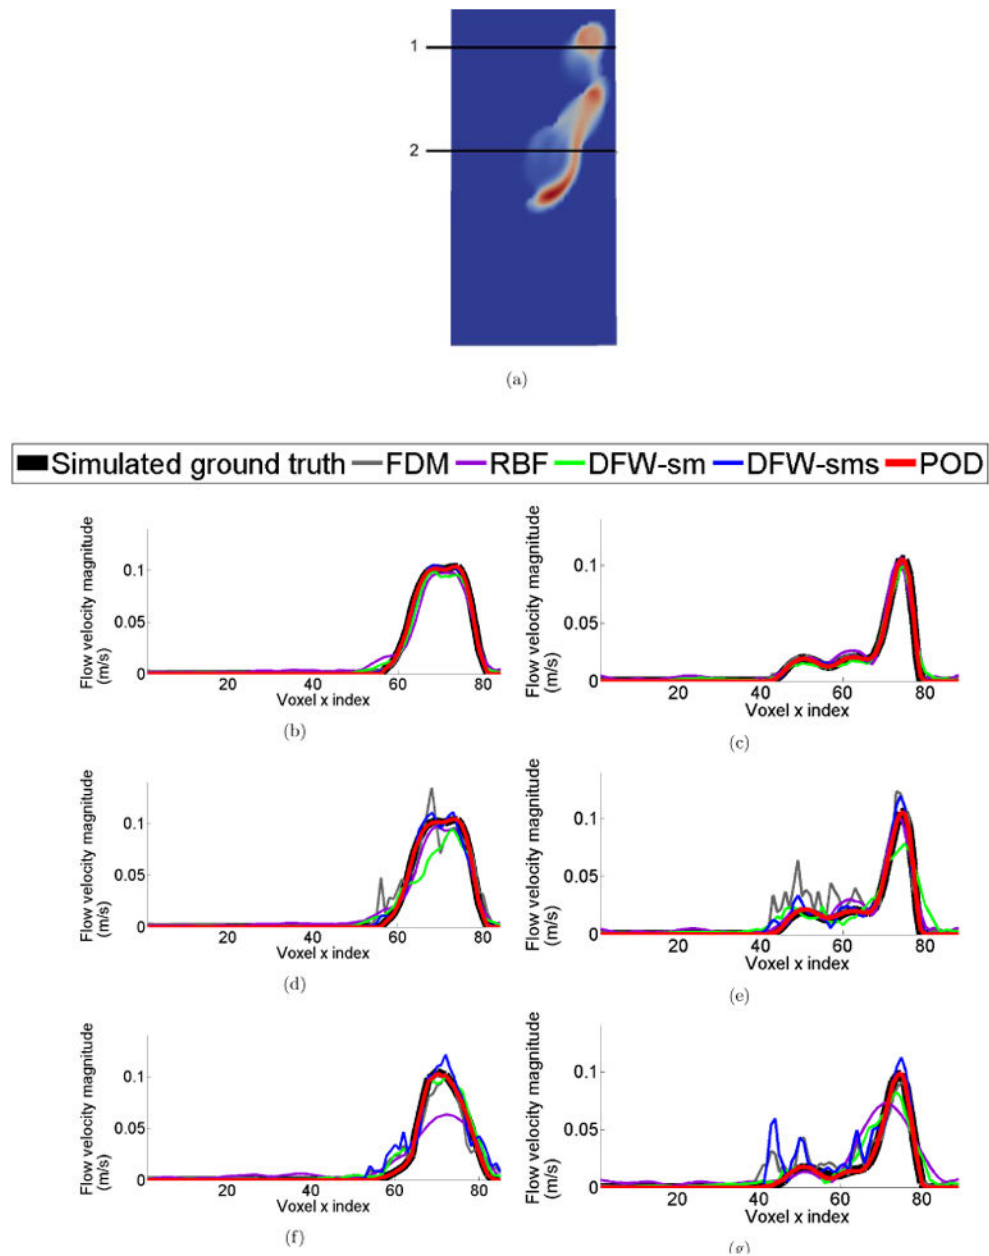 1
2
(a)
Simulated ground truth FDM RBF DFW-sm DFW-sms POD
Flow velocity magnitude
(m/s)
0.1
0.05
0
20 40 60 80
Voxel x index
(b)
Flow velocity magnitude
(m/s)
0.1
0.05
0
20 40 60 80
Voxel x index
(c)
Flow velocity magnitude
(m/s)
0.1
0.05
0
20 40 60 80
Voxel x index
(d)
Flow velocity magnitude
(m/s)
0.1
0.05
0
20 40 60 80
Voxel x index
(e)
Flow velocity magnitude
(m/s)
0.1
0.05
0
20 40 60 80
Voxel x index
(f)
Flow velocity magnitude
(m/s)
0.1
0.05
0
20 40 60 80
Voxel x index
(g)